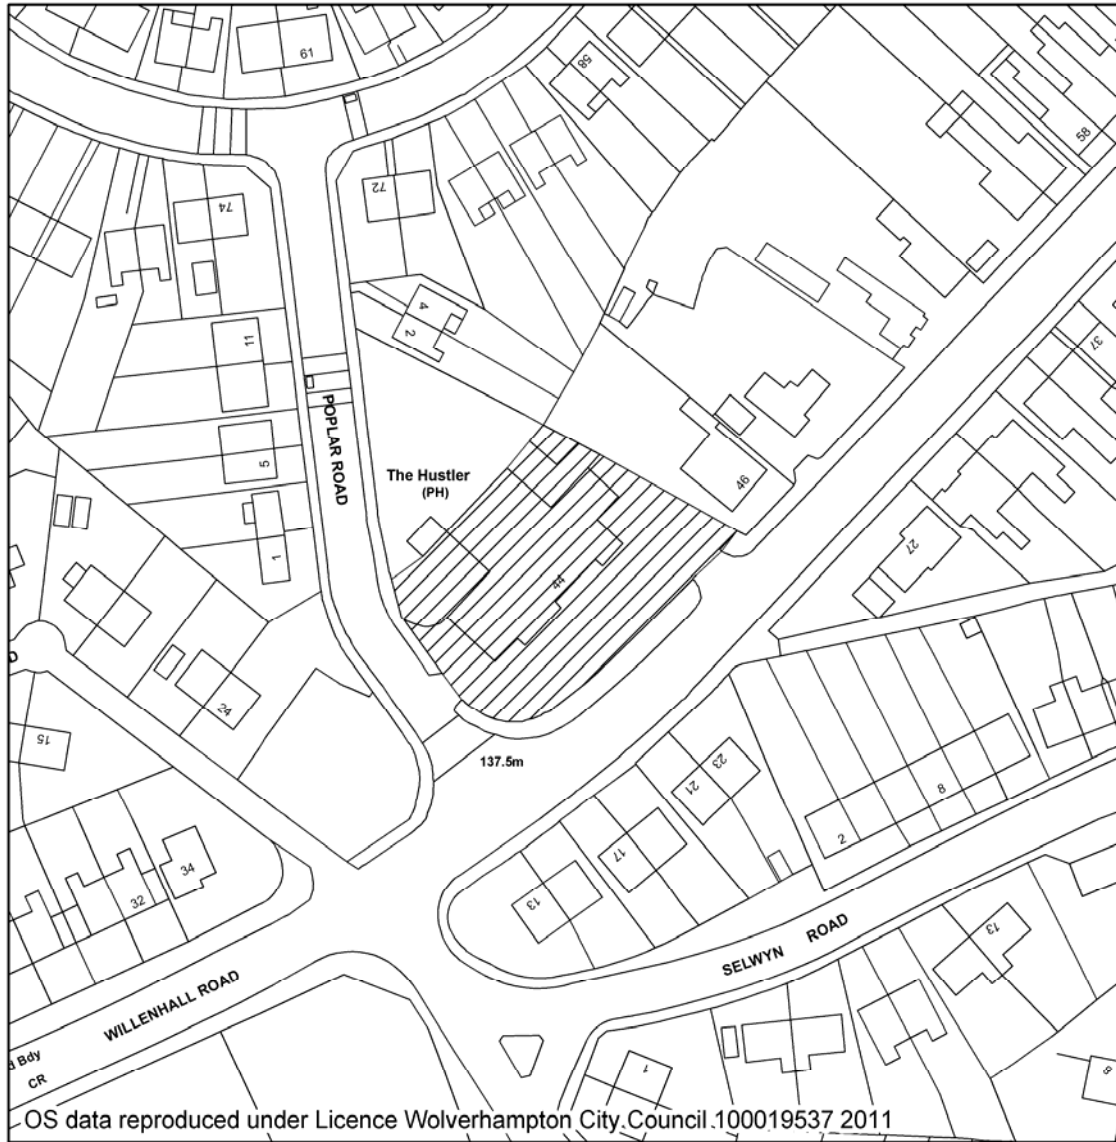 61
58
58
72
74
4
2
11
37
POPLAR ROAD
The Hustler
(PH)
5
46
1
27
44
24
15
137.5m
23
21
8
2
17
34
32
13
13
SELWYN ROAD
WILLENHALL ROAD
Bdy
CR
1
OS data reproduced under Licence Wolverhampton City Council 100019537 2011